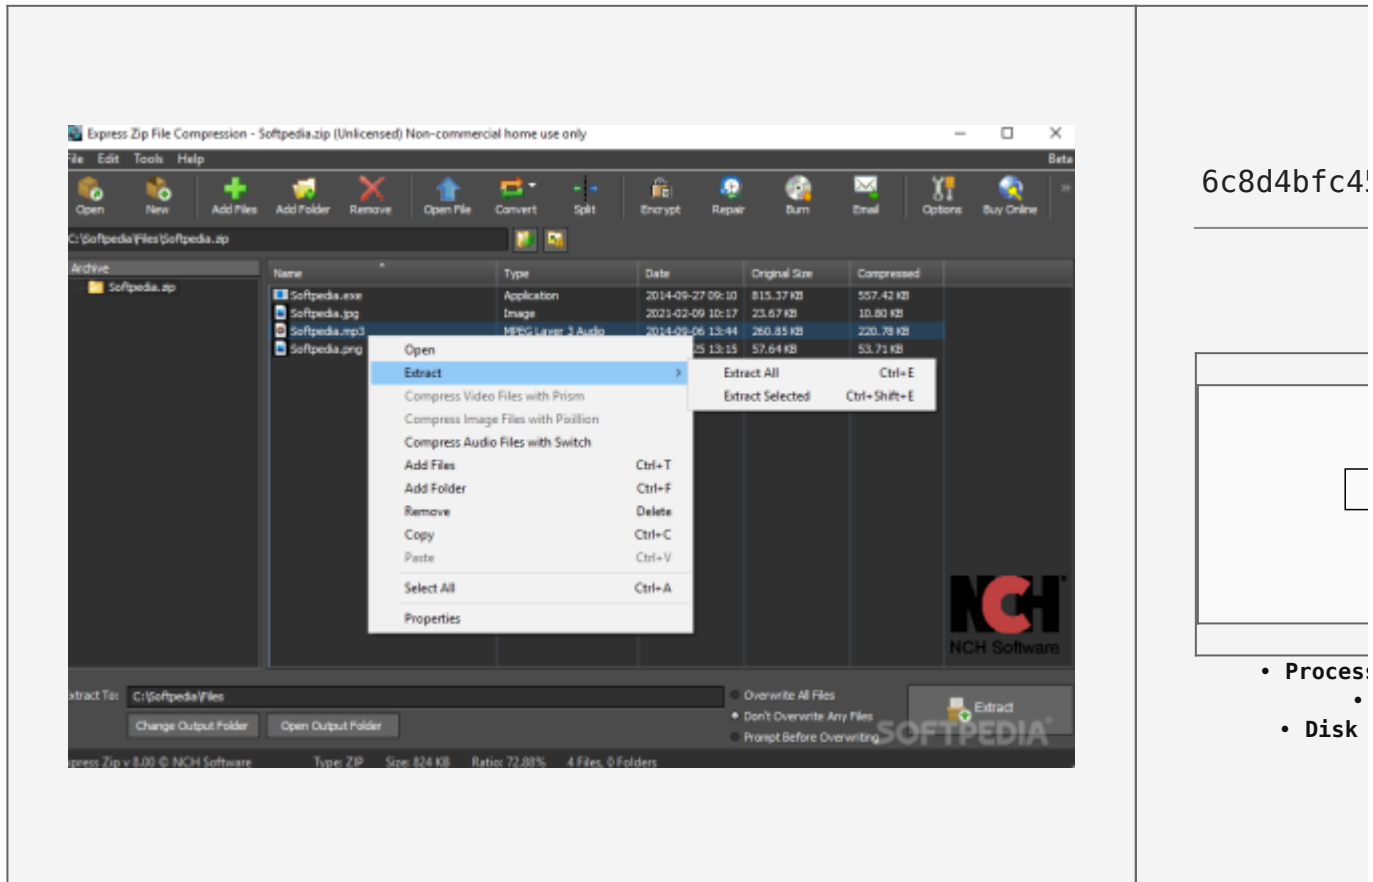 Express Zip File Compression - Softpedia.zip (Unlicensed) Non-commercial home use only
File Edit Tools Help Beta
Open New Add Files Add Folder Remove Open File Convert Split Encrypt Repair Burn Email Options Buy Online »
C:\Softpedia\Files\Softpedia.zip
Archive
Softpedia.zip
Name Type Date Original Size Compressed
Softpedia.exe Application 2014-09-27 09:10 815.37 KB 557.42 KB
Softpedia.jpg Image 2021-02-09 10:17 23.67 KB 10.80 KB
Softpedia.mp3 MPEG Layer 3 Audio 2014-09-06 13:44 260.85 KB 220.78 KB
Softpedia.png 25 13:15 57.64 KB 53.71 KB
Open
Extract >
Extract All Ctrl+E
Extract Selected Ctrl+Shift+E
Compress Video Files with Prism
Compress Image Files with Pixillion
Compress Audio Files with Switch
Add Files Ctrl+T
Add Folder Ctrl+F
Remove Delete
Copy Ctrl+C
Paste Ctrl+V
Select All Ctrl+A
Properties
NCH
NCH Software
Extract To: C:\Softpedia\Files
Change Output Folder Open Output Folder
Overwrite All Files
Don't Overwrite Any Files
Prompt Before Overwriting
Extract
SOFTPEDIA
xpress Zip v 8.00 © NCH Software Type: ZIP Size: 824 KB Ratio: 72.88% 4 Files, 0 Folders
6c8d4bfc45
• Process
•
• Disk